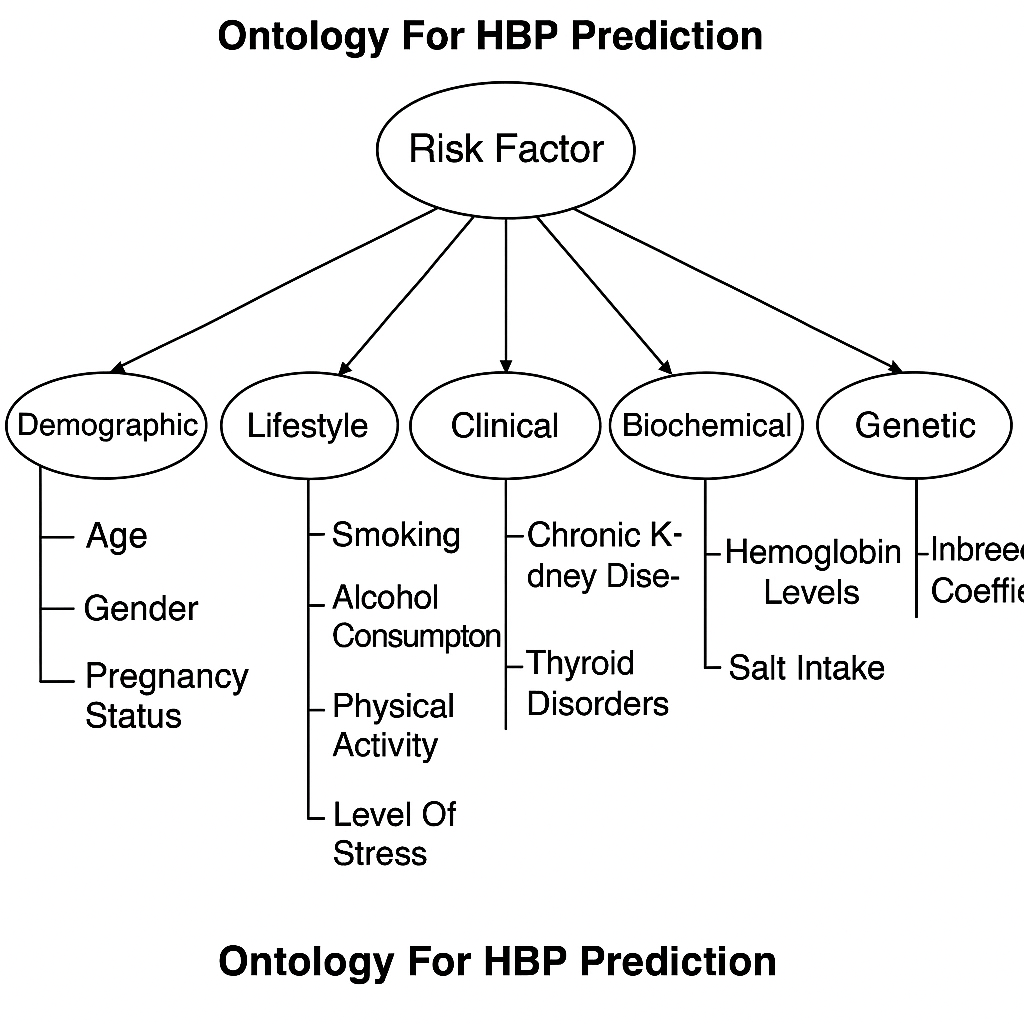 Ontology For HBP Prediction
Risk Factor
Demographic
Lifestyle
Clinical
Biochemical
Genetic
Age
Gender
Pregnancy
Status
Smoking
Alcohol
Consumpton
Physical
Activity
Level Of
Stress
Chronic K-
dney Dise-
Thyroid
Disorders
Hemoglobin
Levels
Salt Intake
Inbree
Coeffi
Ontology For HBP Prediction